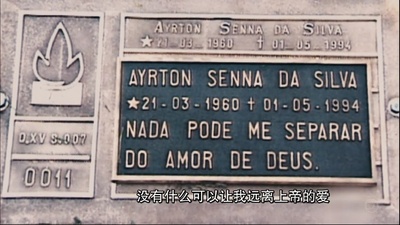 AYRTON SENNA DA SILVA
★21-03-1960 ✝01-05-1994
AYRTON SENNA DA SILVA
★21-03-1960 ✝01-05-1994
NADA PODE ME SEPARAR
DO AMOR DE DEUS.
Q.XV S.007
0011
没有什么可以让我远离上帝的爱